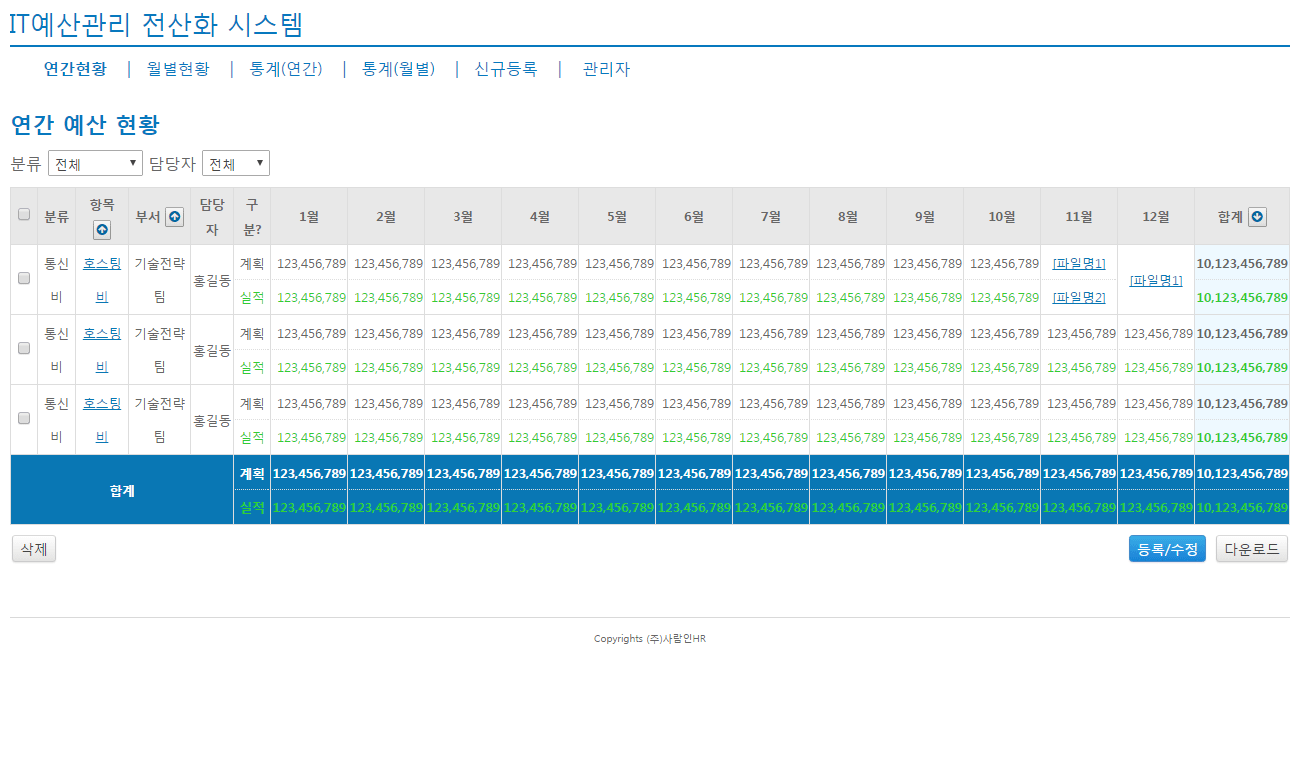 IT예산관리 전산화 시스템
연간현황 | 월별현황 | 통계(연간) | 통계(월별) | 신규등록 | 관리자
연간 예산 현황
분류 전체 담당자 전체
분류 항목 부서 담당자 구분? 1월 2월 3월 4월 5월 6월 7월 8월 9월 10월 11월 12월 합계
통신비 호스팅비 기술전략팀 홍길동 계획 123,456,789 123,456,789 123,456,789 123,456,789 123,456,789 123,456,789 123,456,789 123,456,789 123,456,789 123,456,789 [파일명1] [파일명1] 10,123,456,789
실적 123,456,789 123,456,789 123,456,789 123,456,789 123,456,789 123,456,789 123,456,789 123,456,789 123,456,789 123,456,789 [파일명2] 10,123,456,789
통신비 호스팅비 기술전략팀 홍길동 계획 123,456,789 123,456,789 123,456,789 123,456,789 123,456,789 123,456,789 123,456,789 123,456,789 123,456,789 123,456,789 123,456,789 123,456,789 10,123,456,789
실적 123,456,789 123,456,789 123,456,789 123,456,789 123,456,789 123,456,789 123,456,789 123,456,789 123,456,789 123,456,789 123,456,789 123,456,789 10,123,456,789
통신비 호스팅비 기술전략팀 홍길동 계획 123,456,789 123,456,789 123,456,789 123,456,789 123,456,789 123,456,789 123,456,789 123,456,789 123,456,789 123,456,789 123,456,789 123,456,789 10,123,456,789
실적 123,456,789 123,456,789 123,456,789 123,456,789 123,456,789 123,456,789 123,456,789 123,456,789 123,456,789 123,456,789 123,456,789 123,456,789 10,123,456,789
합계 계획 123,456,789 123,456,789 123,456,789 123,456,789 123,456,789 123,456,789 123,456,789 123,456,789 123,456,789 123,456,789 123,456,789 123,456,789 10,123,456,789
실적 123,456,789 123,456,789 123,456,789 123,456,789 123,456,789 123,456,789 123,456,789 123,456,789 123,456,789 123,456,789 123,456,789 123,456,789 10,123,456,789
삭제 등록/수정 다운로드
Copyrights (주)사람인HR